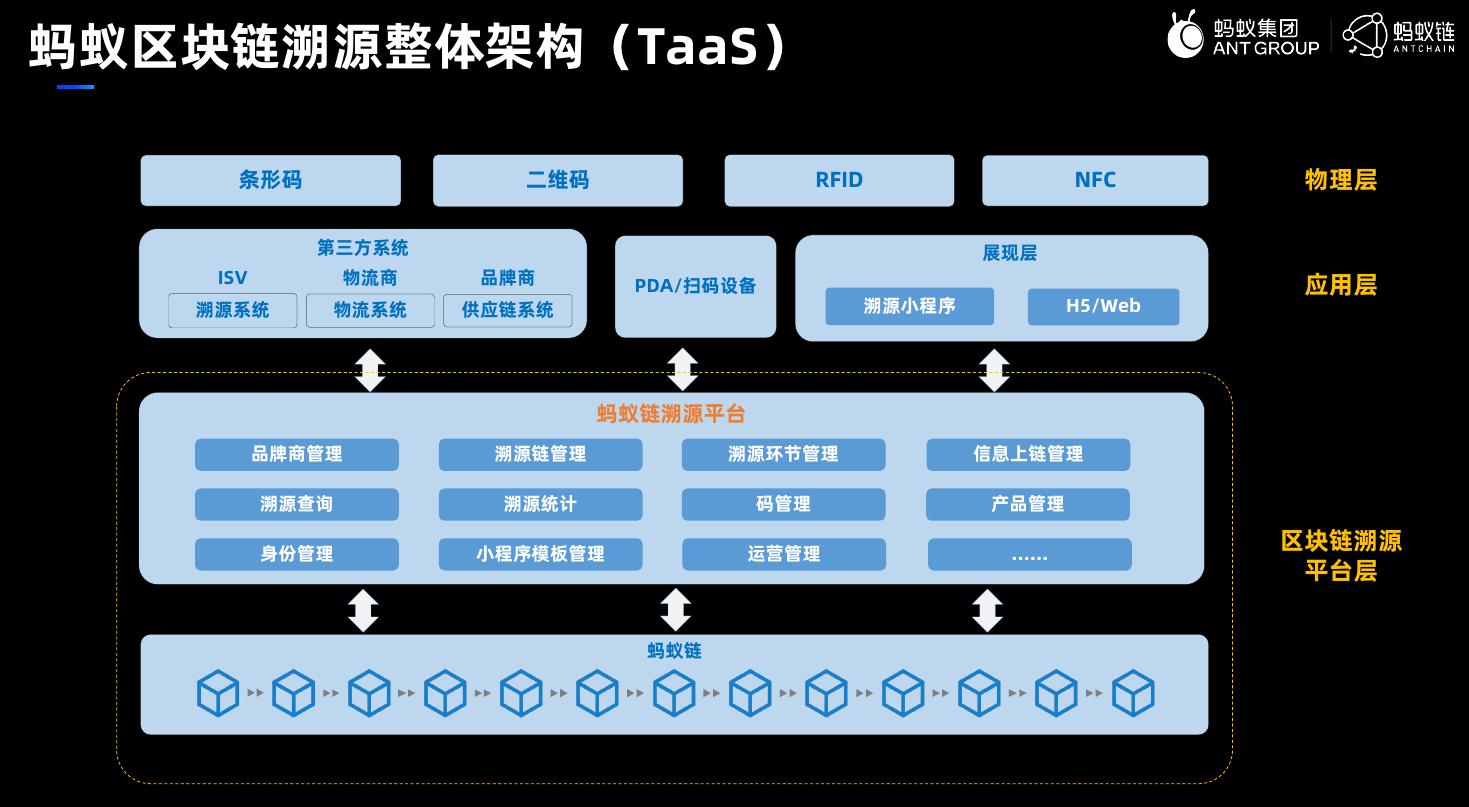 蚂蚁区块链溯源整体架构（TaaS）
蚂蚁集团
ANT GROUP
蚂蚁链
ANTCHAIN
条形码
二维码
RFID
NFC
物理层
第三方系统
ISV
物流商
品牌商
溯源系统
物流系统
供应链系统
PDA/扫码设备
展现层
溯源小程序
H5/Web
应用层
蚂蚁链溯源平台
品牌商管理
溯源链管理
溯源环节管理
信息上链管理
溯源查询
溯源统计
码管理
产品管理
身份管理
小程序模板管理
运营管理
......
区块链溯源
平台层
蚂蚁链